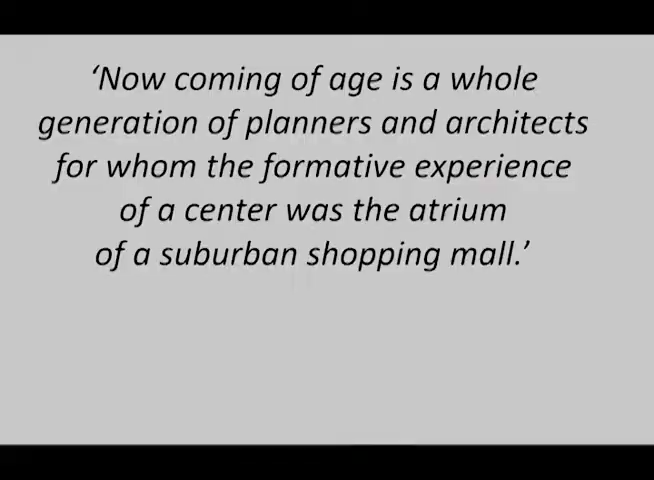 ‘Now coming of age is a whole
generation of planners and architects
for whom the formative experience
of a center was the atrium
of a suburban shopping mall.’